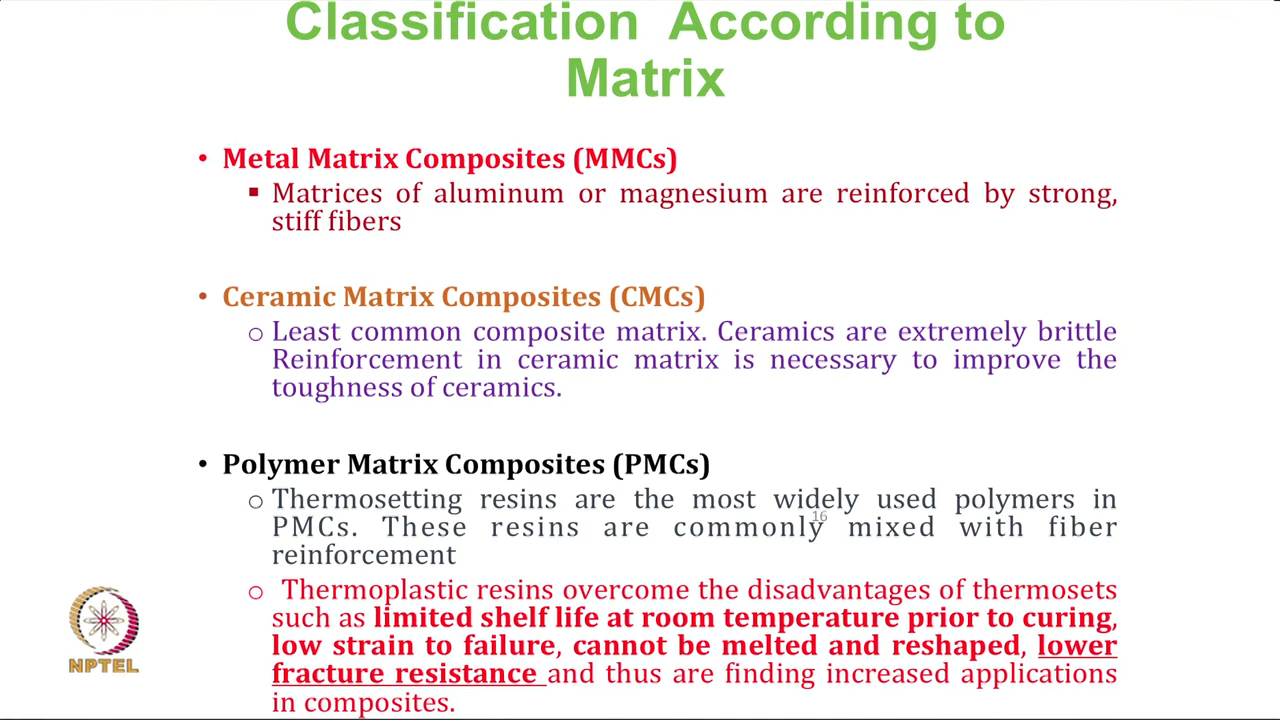 Classification According to
Matrix
• Metal Matrix Composites (MMCs)
▪ Matrices of aluminum or magnesium are reinforced by strong,
stiff fibers
• Ceramic Matrix Composites (CMCs)
o Least common composite matrix. Ceramics are extremely brittle
Reinforcement in ceramic matrix is necessary to improve the
toughness of ceramics.
• Polymer Matrix Composites (PMCs)
o Thermosetting resins are the most widely used polymers in
16
PMCs. These resins are commonly mixed with fiber
reinforcement
o Thermoplastic resins overcome the disadvantages of thermosets
such as limited shelf life at room temperature prior to curing,
low strain to failure, cannot be melted and reshaped, lower
fracture resistance and thus are finding increased applications
in composites.
NPTEL